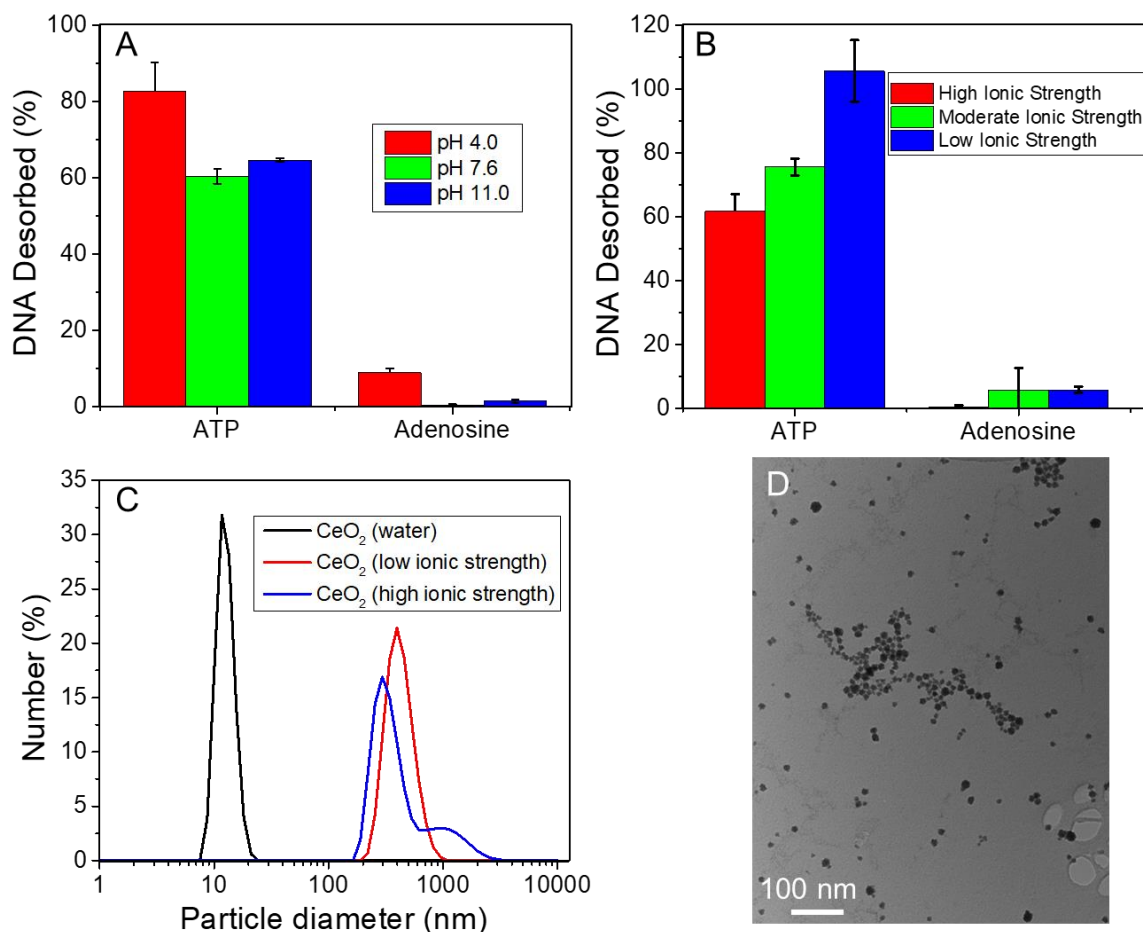 A
100
80
60
40
20
0
DNA Desorbed (%)
pH 4.0
pH 7.6
pH 11.0
ATP Adenosine
B
120
100
80
60
40
20
0
DNA Desorbed (%)
High Ionic Strength
Moderate Ionic Strength
Low Ionic Strength
ATP Adenosine
C
35
30
25
20
15
10
5
0
Number (%)
CeO₂ (water)
CeO₂ (low ionic strength)
CeO₂ (high ionic strength)
1 10 100 1000 10000
Particle diameter (nm)
D
100 nm